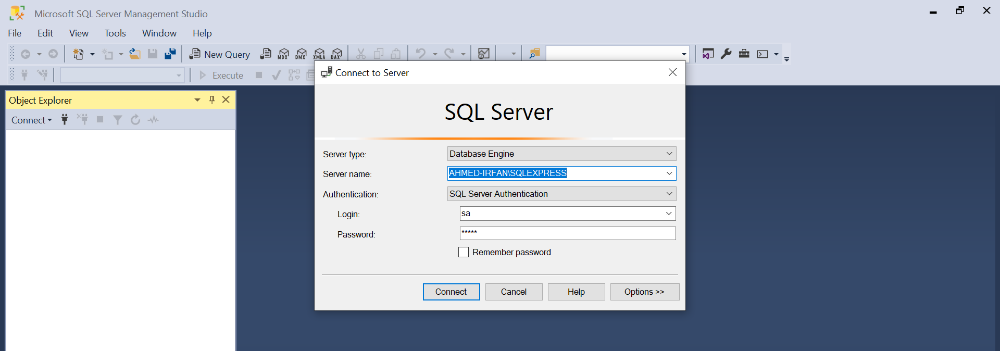 Microsoft SQL Server Management Studio
File Edit View Tools Window Help
New Query MDX DMX XMLA DAX
Execute
Connect to Server
Object Explorer
Connect
SQL Server
Server type: Database Engine
Server name: AHMED-IRFAN\SQLEXPRESS
Authentication: SQL Server Authentication
Login: sa
Password: *****
Remember password
Connect Cancel Help Options >>